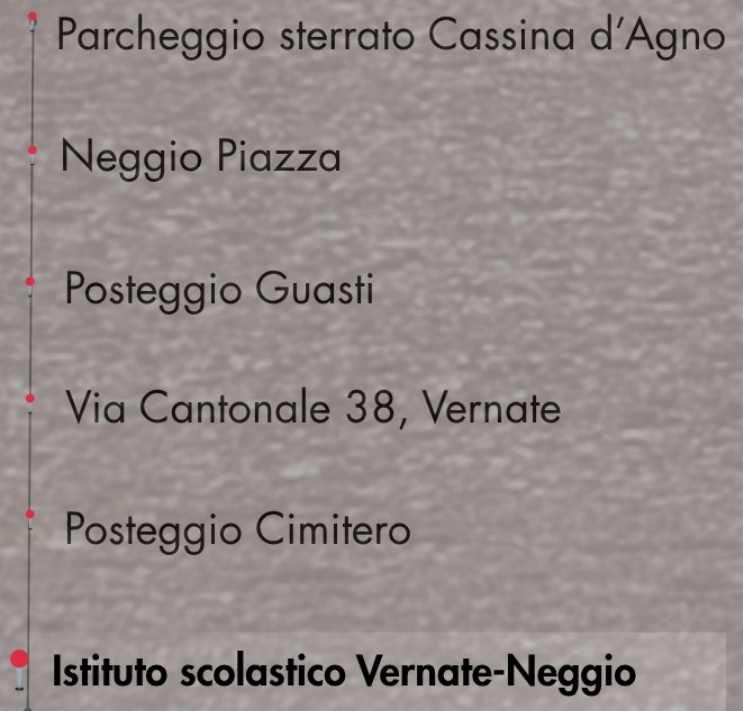 Parcheggio sterrato Cassina d’Agno
Neggio Piazza
Posteggio Guasti
Via Cantonale 38, Vernate
Posteggio Cimitero
Istituto scolastico Vernate-Neggio